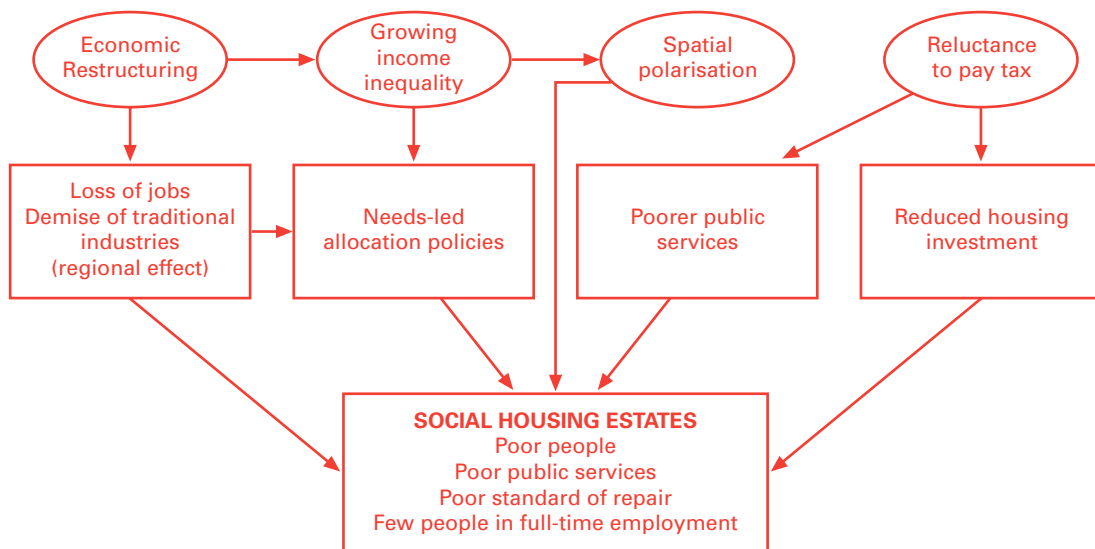 Economic
Restructuring
Growing
income
inequality
Spatial
polarisation
Reluctance
to pay tax
Loss of jobs
Demise of traditional
industries
(regional effect)
Needs-led
allocation policies
Poorer public
services
Reduced housing
investment
SOCIAL HOUSING ESTATES
Poor people
Poor public services
Poor standard of repair
Few people in full-time employment